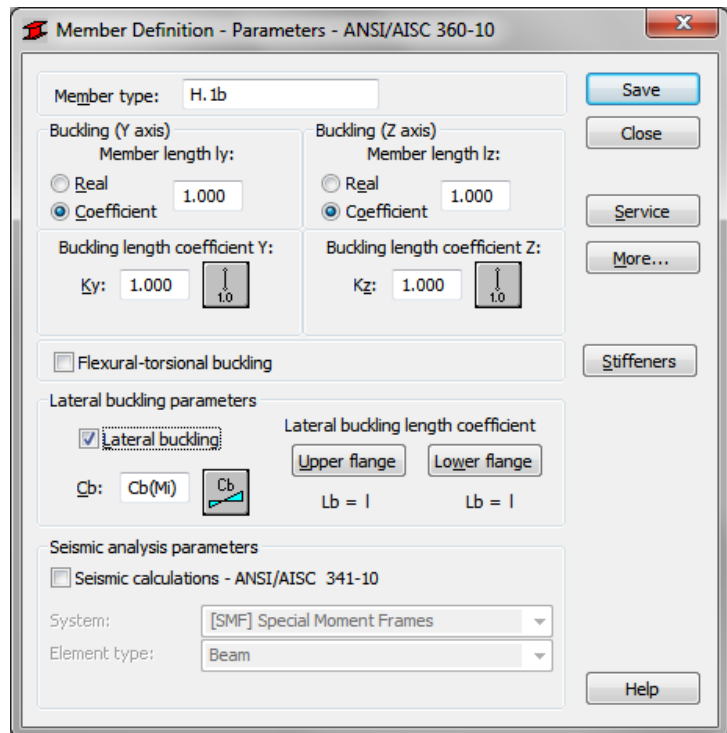 Member Definition - Parameters - ANSI/AISC 360-10
Member type: H.1b
Save
Close
Buckling (Y axis)
Member length ly:
Real
Coefficient
1.000
Buckling (Z axis)
Member length lz:
Real
Coefficient
1.000
Service
More...
Buckling length coefficient Y:
Ky: 1.000 1.0
Buckling length coefficient Z:
Kz: 1.000 1.0
Flexural-torsional buckling
Stiffeners
Lateral buckling parameters
Lateral buckling
Cb: Cb(Mi) Cb
Lateral buckling length coefficient
Upper flange Lower flange
Lb = l Lb = l
Seismic analysis parameters
Seismic calculations - ANSI/AISC 341-10
System: [SMF] Special Moment Frames
Element type: Beam
Help